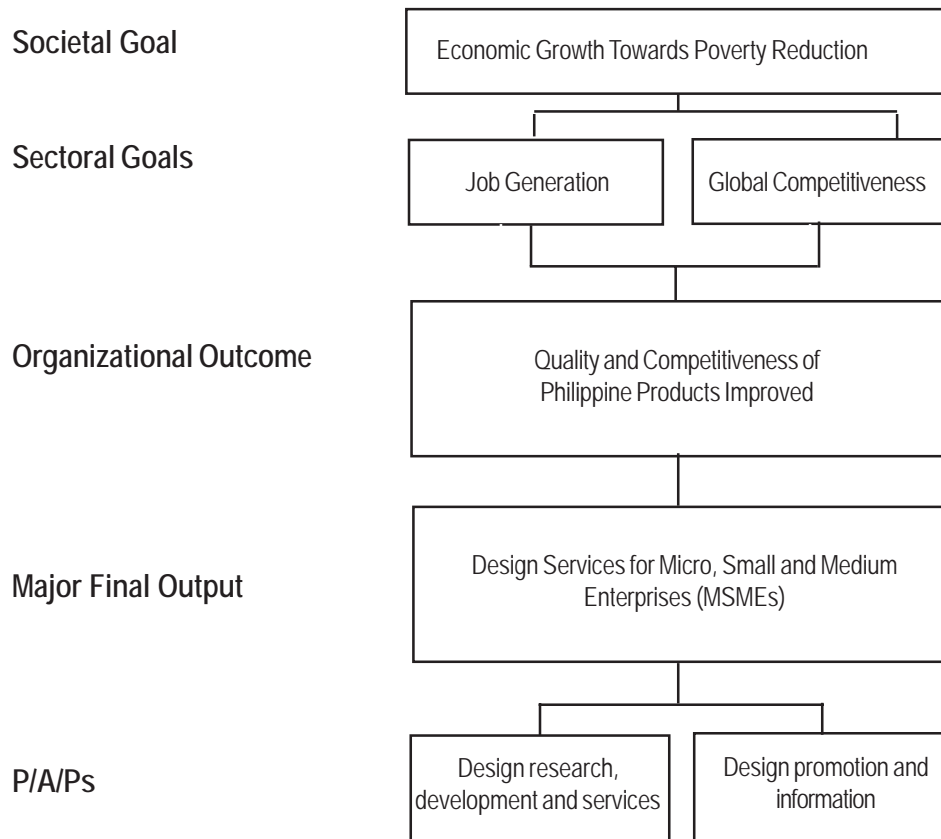 Societal Goal
Economic Growth Towards Poverty Reduction
Sectoral Goals
Job Generation
Global Competitiveness
Organizational Outcome
Quality and Competitiveness of
Philippine Products Improved
Major Final Output
Design Services for Micro, Small and Medium
Enterprises (MSMEs)
P/A/Ps
Design research,
development and services
Design promotion and
information